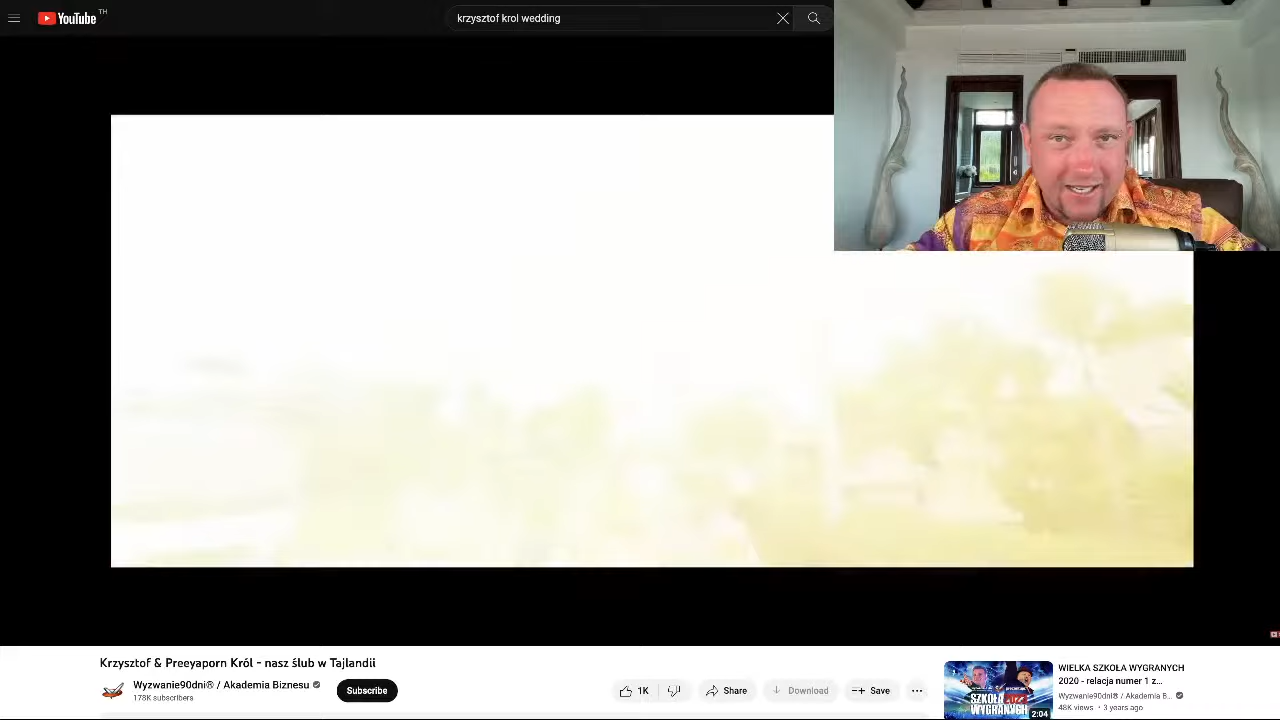 YouTube TH
krzysztof krol wedding
Krzysztof & Preeyaporn Król - nasz ślub w Tajlandii
Wyzwanie90dni® / Akademia Biznesu
178K subscribers
Subscribe
1K
Share
Download
Save
SZKOŁA
WYGRANYCH
2:04
WIELKA SZKOŁA WYGRANYCH
2020 - relacja numer 1 z...
Wyzwanie90dni® / Akademia B...
48K views • 3 years ago